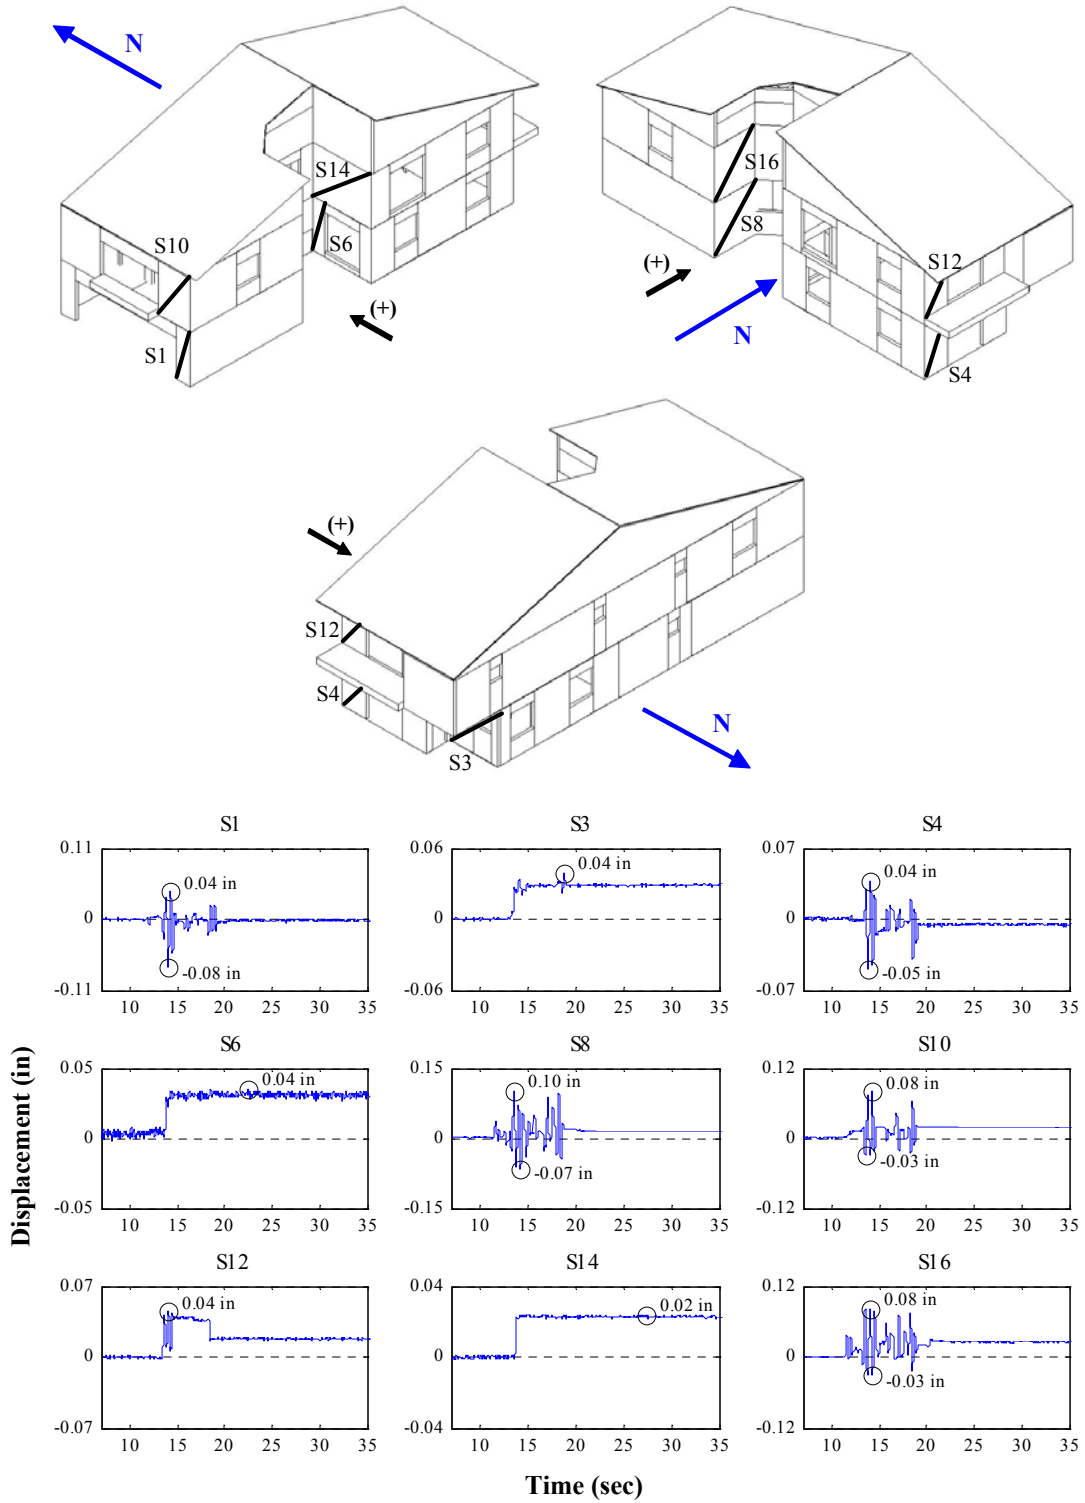 N
N
S14
S6
S10
S1
(+)
S16
S8
(+)
N
S12
S4
(+)
S12
S4
S3
N
Displacement (in)
S1
0.11
0
-0.11
0.04 in
-0.08 in
10 15 20 25 30 35
S3
0.06
0
-0.06
0.04 in
10 15 20 25 30 35
S4
0.07
0
-0.07
0.04 in
-0.05 in
10 15 20 25 30 35
S6
0.05
0
-0.05
0.04 in
10 15 20 25 30 35
S8
0.15
0
-0.15
0.10 in
-0.07 in
10 15 20 25 30 35
S10
0.12
0
-0.12
0.08 in
-0.03 in
10 15 20 25 30 35
S12
0.07
0
-0.07
0.04 in
10 15 20 25 30 35
S14
0.04
0
-0.04
0.02 in
10 15 20 25 30 35
S16
0.12
0
-0.12
0.08 in
-0.03 in
10 15 20 25 30 35
Time (sec)